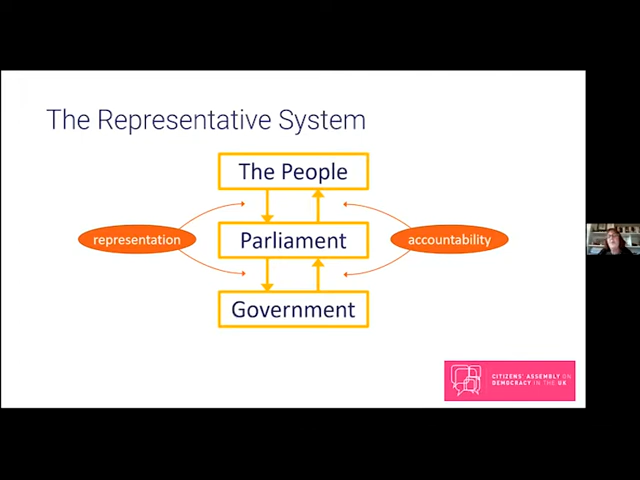 The Representative System
The People
representation
Parliament
accountability
Government
CITIZENS' ASSEMBLY ON
DEMOCRACY IN THE UK